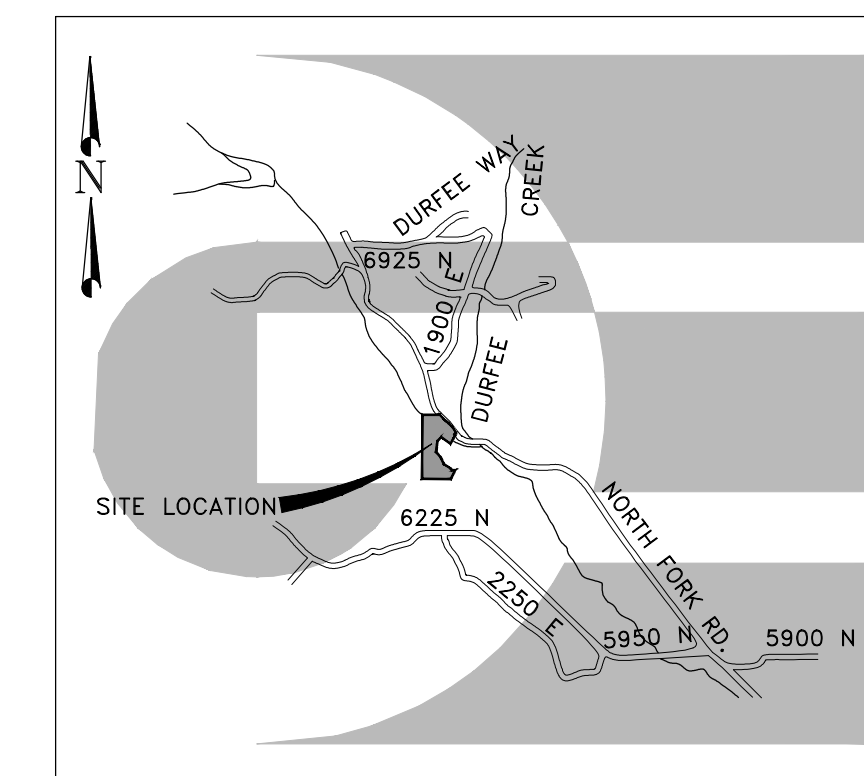 N
DURFEE WAY
CREEK
6925 N
1900 E
DURFEE
SITE LOCATION
6225 N
NORTH FORK RD.
2250 E
5950 N
5900 N